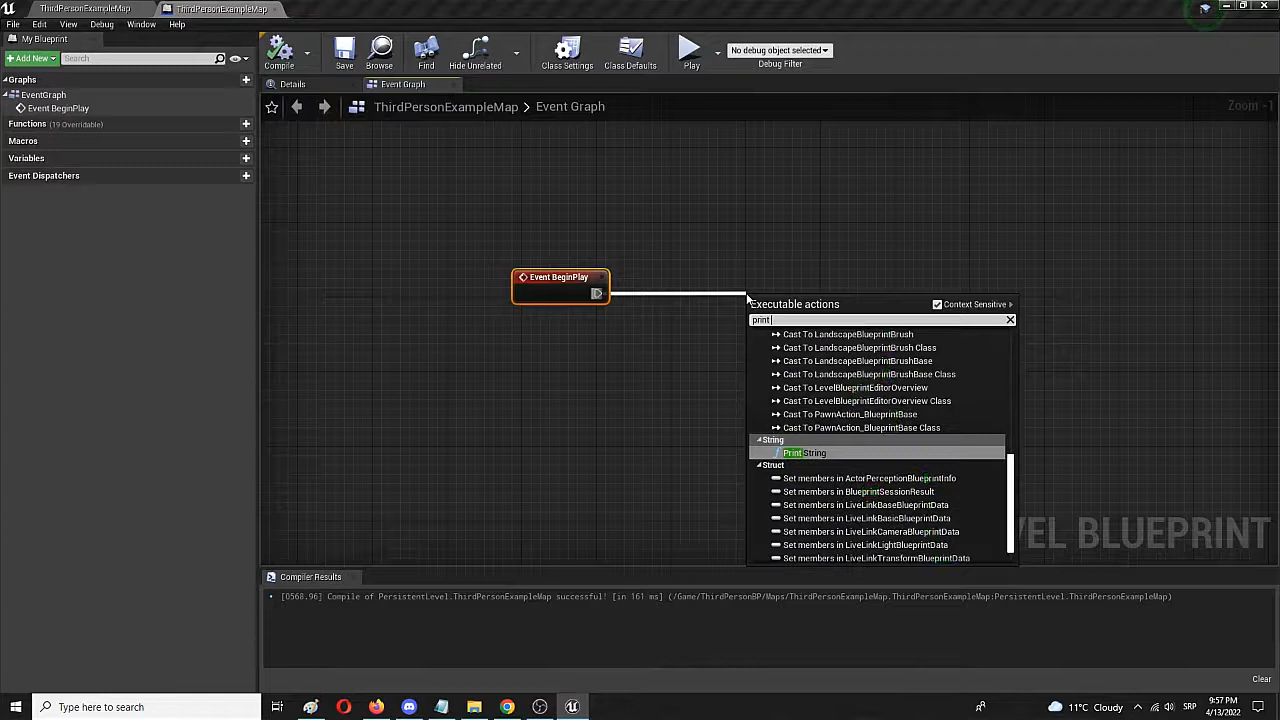 ThirdPersonExampleMap
ThirdPersonExampleMap
File Edit View Debug Window Help
My Blueprint
Add New
Search
Graphs
EventGraph
Event BeginPlay
Functions (19 Overridable)
Macros
Variables
Event Dispatchers
Compile
Save
Browse
Find
Hide Unrelated
Class Settings
Class Defaults
Play
No debug object selected
Debug Filter
Details
Event Graph
ThirdPersonExampleMap > Event Graph
Zoom -1
Event BeginPlay
Executable actions
Context Sensitive
print
Cast To LandscapeBlueprintBrush
Cast To LandscapeBlueprintBrush Class
Cast To LandscapeBlueprintBrushBase
Cast To LandscapeBlueprintBrushBase Class
Cast To LevelBlueprintEditorOverview
Cast To LevelBlueprintEditorOverview Class
Cast To PawnAction_BlueprintBase
Cast To PawnAction_BlueprintBase Class
String
Print String
Struct
Set members in ActorPerceptionBlueprintInfo
Set members in BlueprintSessionResult
Set members in LiveLinkBaseBlueprintData
Set members in LiveLinkBasicBlueprintData
Set members in LiveLinkCameraBlueprintData
Set members in LiveLinkLightBlueprintData
Set members in LiveLinkTransformBlueprintData
VEL BLUEPRINT
Compiler Results
[0568.96] Compile of PersistentLevel.ThirdPersonExampleMap successful! [in 161 ms] (/Game/ThirdPersonBP/Maps/ThirdPersonExampleMap.ThirdPersonExampleMap:PersistentLevel.ThirdPersonExampleMap)
Clear
Type here to search
11°C Cloudy
SRP
9:57 PM
4/13/2022